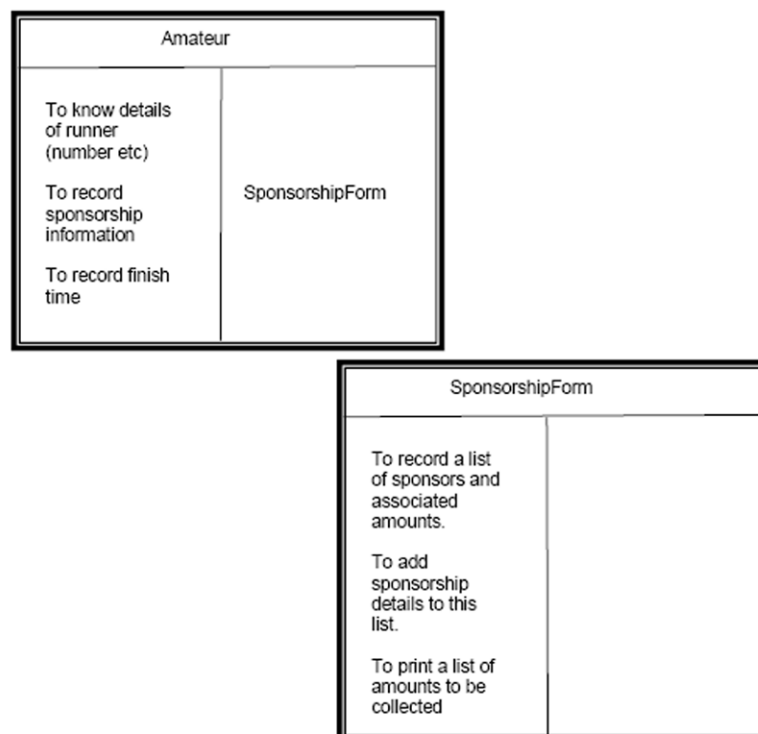 Amateur
To know details
of runner
(number etc)
To record
sponsorship
information
To record finish
time
SponsorshipForm
SponsorshipForm
To record a list
of sponsors and
associated
amounts.
To add
sponsorship
details to this
list.
To print a list of
amounts to be
collected